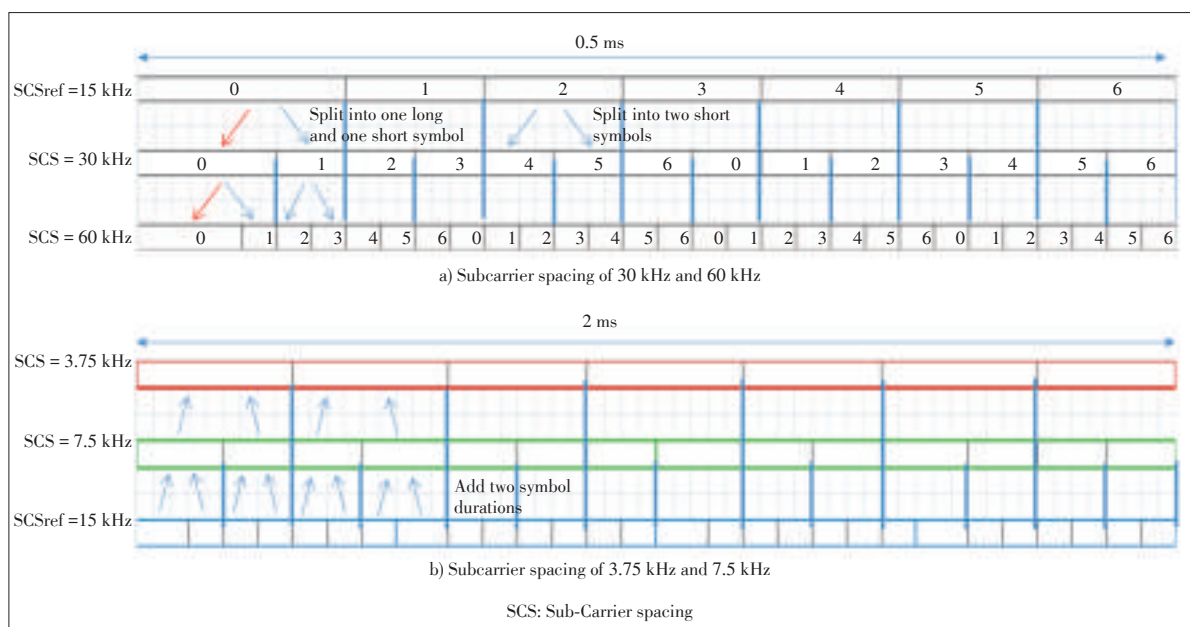 0.5 ms
SCSref =15 kHz 0 1 2 3 4 5 6
Split into one long
and one short symbol
Split into two short
symbols
SCS = 30 kHz 0 1 2 3 4 5 6 0 1 2 3 4 5 6
SCS = 60 kHz 0 1 2 3 4 5 6 0 1 2 3 4 5 6 0 1 2 3 4 5 6 0 1 2 3 4 5 6
a) Subcarrier spacing of 30 kHz and 60 kHz
2 ms
SCS = 3.75 kHz
SCS = 7.5 kHz
Add two symbol
durations
SCSref =15 kHz
b) Subcarrier spacing of 3.75 kHz and 7.5 kHz
SCS: Sub-Carrier spacing